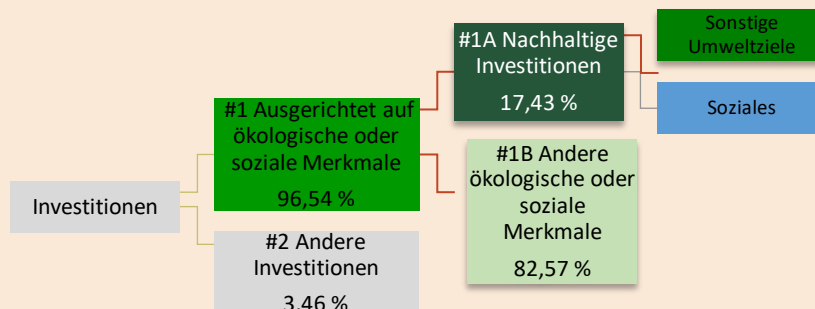 Investitionen
#1 Ausgerichtet auf
ökologische oder
soziale Merkmale
96,54 %
#2 Andere
Investitionen
3,46 %
#1A Nachhaltige
Investitionen
17,43 %
#1B Andere
ökologische oder
soziale
Merkmale
82,57 %
Sonstige
Umweltziele
Soziales